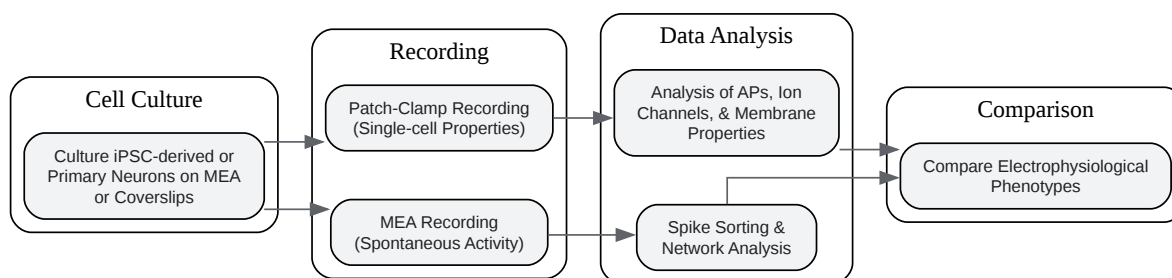 Cell Culture
Culture iPSC-derived or
Primary Neurons on MEA
or Coverslips
Recording
Patch-Clamp Recording
(Single-cell Properties)
MEA Recording
(Spontaneous Activity)
Data Analysis
Analysis of APs, Ion
Channels, & Membrane
Properties
Spike Sorting &
Network Analysis
Comparison
Compare Electrophysiological
Phenotypes